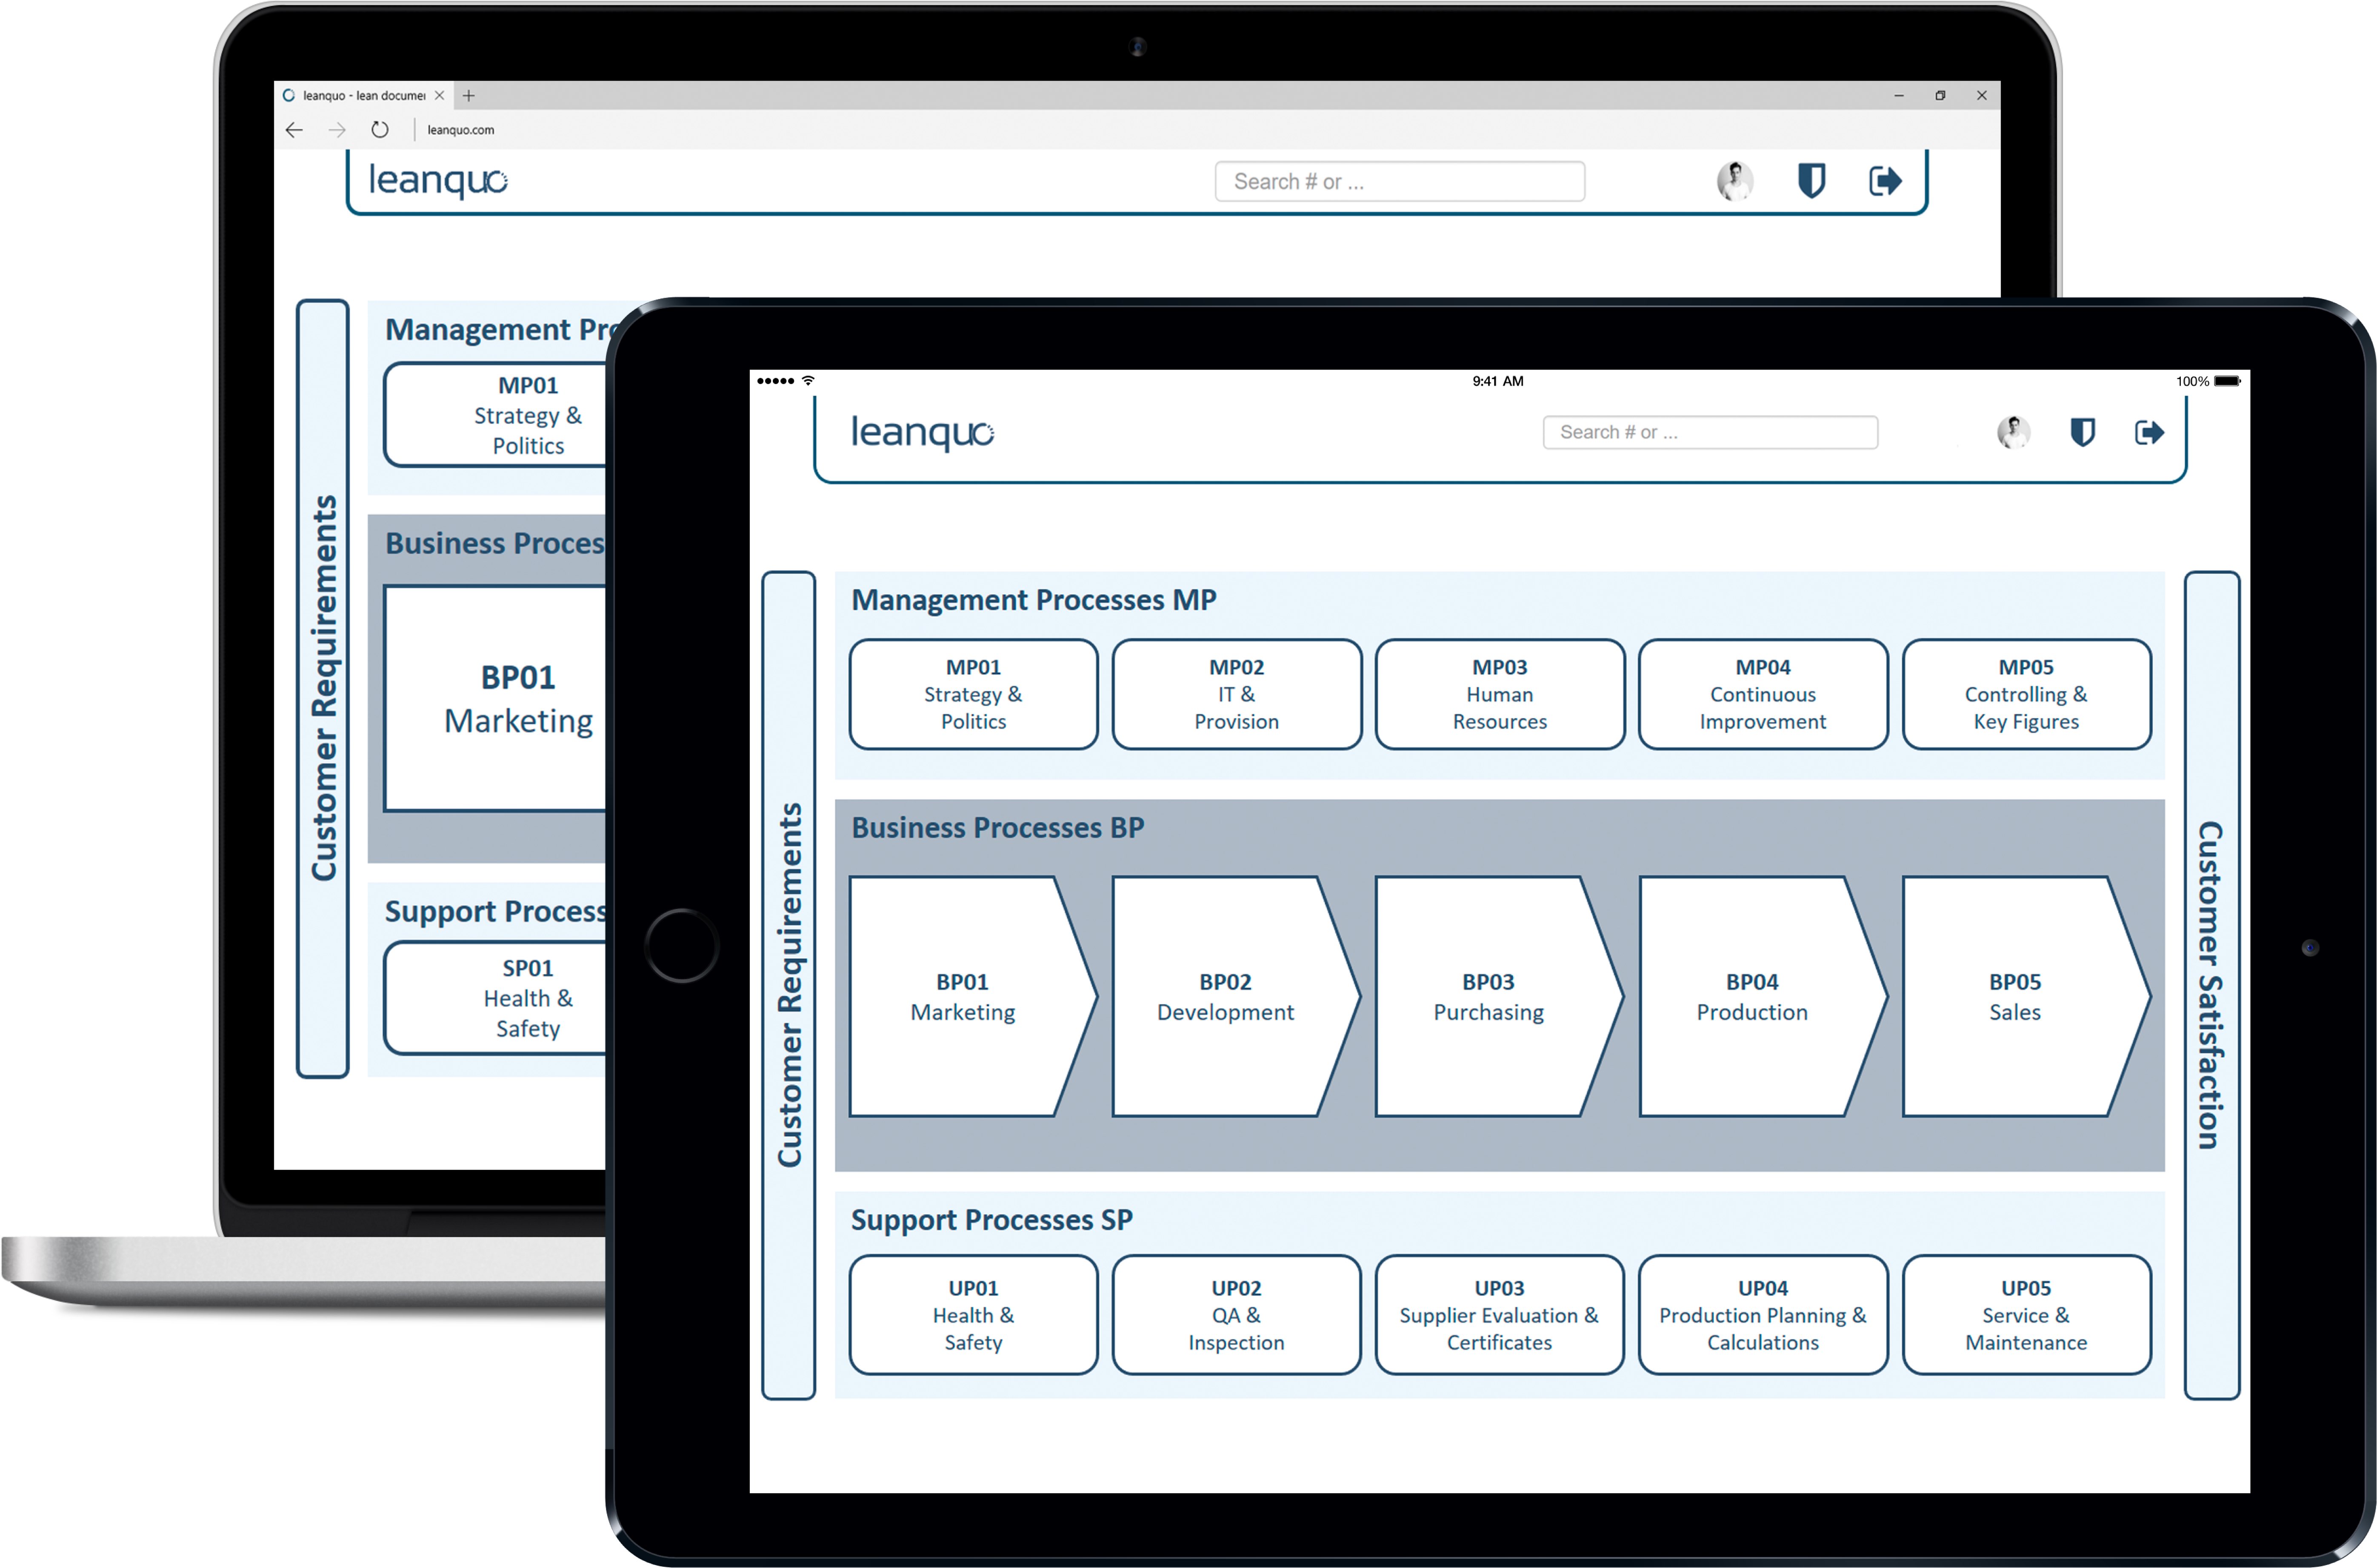 leanquo - lean documer
leanquo.com
leanquo
Search # or ...
Customer Requirements
Management Pro
MP01
Strategy &
Politics
Business Proces
BP01
Marketing
Support Process
SP01
Health &
Safety
9:41 AM
100%
leanquo
Search # or ...
Customer Requirements
Management Processes MP
MP01
Strategy &
Politics
MP02
IT &
Provision
MP03
Human
Resources
MP04
Continuous
Improvement
MP05
Controlling &
Key Figures
Business Processes BP
BP01
Marketing
BP02
Development
BP03
Purchasing
BP04
Production
BP05
Sales
Support Processes SP
UP01
Health &
Safety
UP02
QA &
Inspection
UP03
Supplier Evaluation &
Certificates
UP04
Production Planning &
Calculations
UP05
Service &
Maintenance
Customer Satisfaction